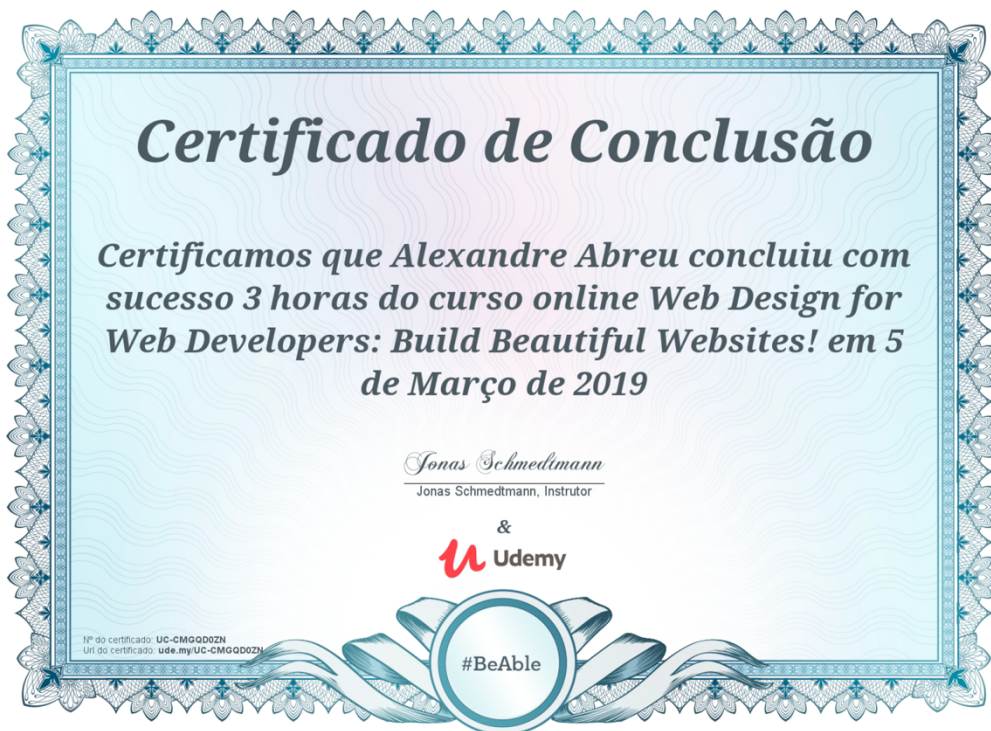 Certificado de Conclusão
Certificamos que Alexandre Abreu concluiu com
sucesso 3 horas do curso online Web Design for
Web Developers: Build Beautiful Websites! em 5
de Março de 2019
Jonas Schmedtmann
Jonas Schmedtmann, Instrutor
&
Udemy
Nº do certificado: UC-CMGQD0ZN
Url do certificado: ude.my/UC-CMGQD0ZN
#BeAble